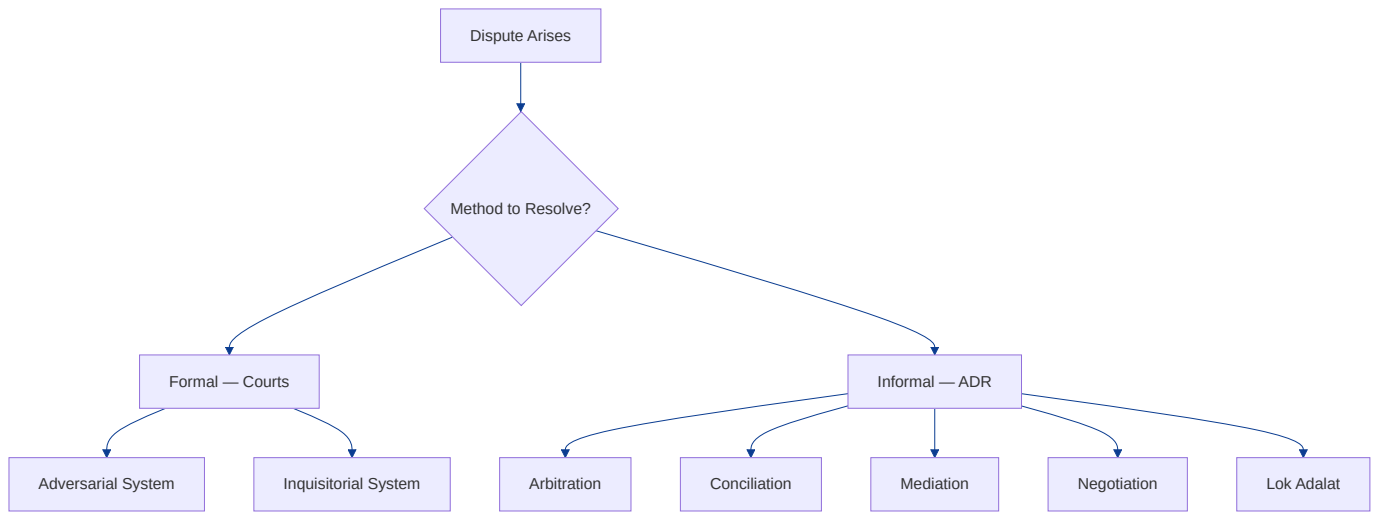 Dispute Arises
Method to Resolve?
Formal — Courts
Informal — ADR
Adversarial System
Inquisitorial System
Arbitration
Conciliation
Mediation
Negotiation
Lok Adalat